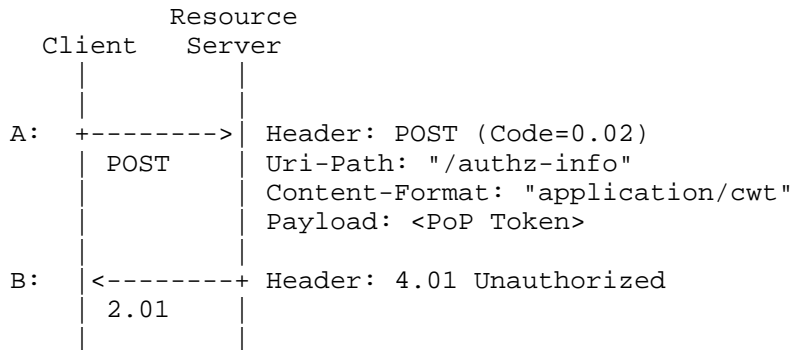 Resource
Client Server
A: +-------->| Header: POST (Code=0.02)
POST Uri-Path: "/authz-info"
Content-Format: "application/cwt"
Payload: <PoP Token>
B: |<--------+ Header: 4.01 Unauthorized
2.01